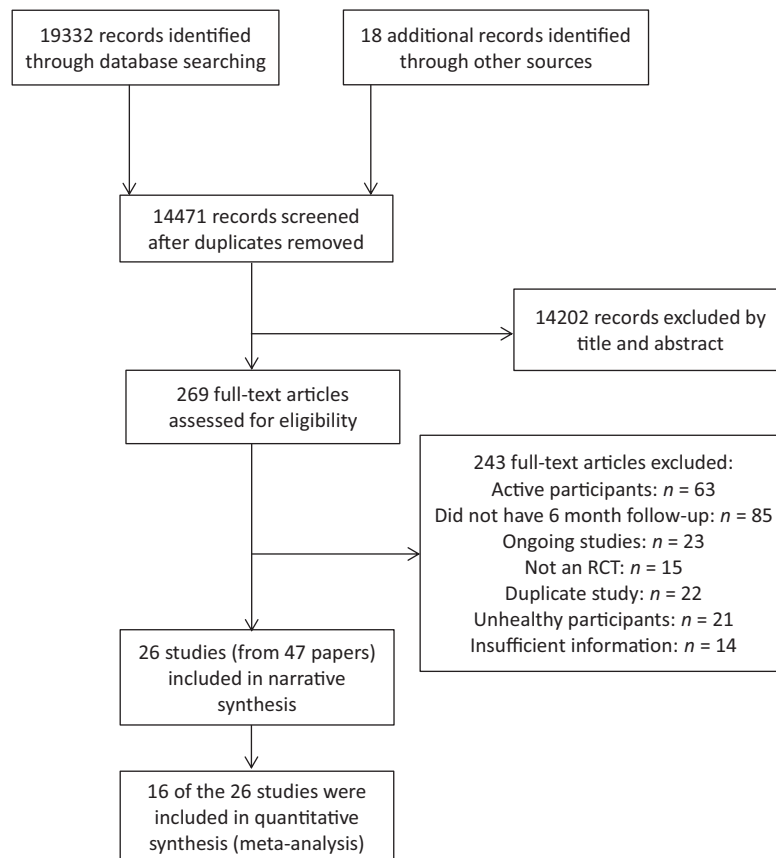 19332 records identified
through database searching
18 additional records identified
through other sources
14471 records screened
after duplicates removed
14202 records excluded by
title and abstract
269 full-text articles
assessed for eligibility
243 full-text articles excluded:
Active participants: n = 63
Did not have 6 month follow-up: n = 85
Ongoing studies: n = 23
Not an RCT: n = 15
Duplicate study: n = 22
Unhealthy participants: n = 21
Insufficient information: n = 14
26 studies (from 47 papers)
included in narrative
synthesis
16 of the 26 studies were
included in quantitative
synthesis (meta-analysis)